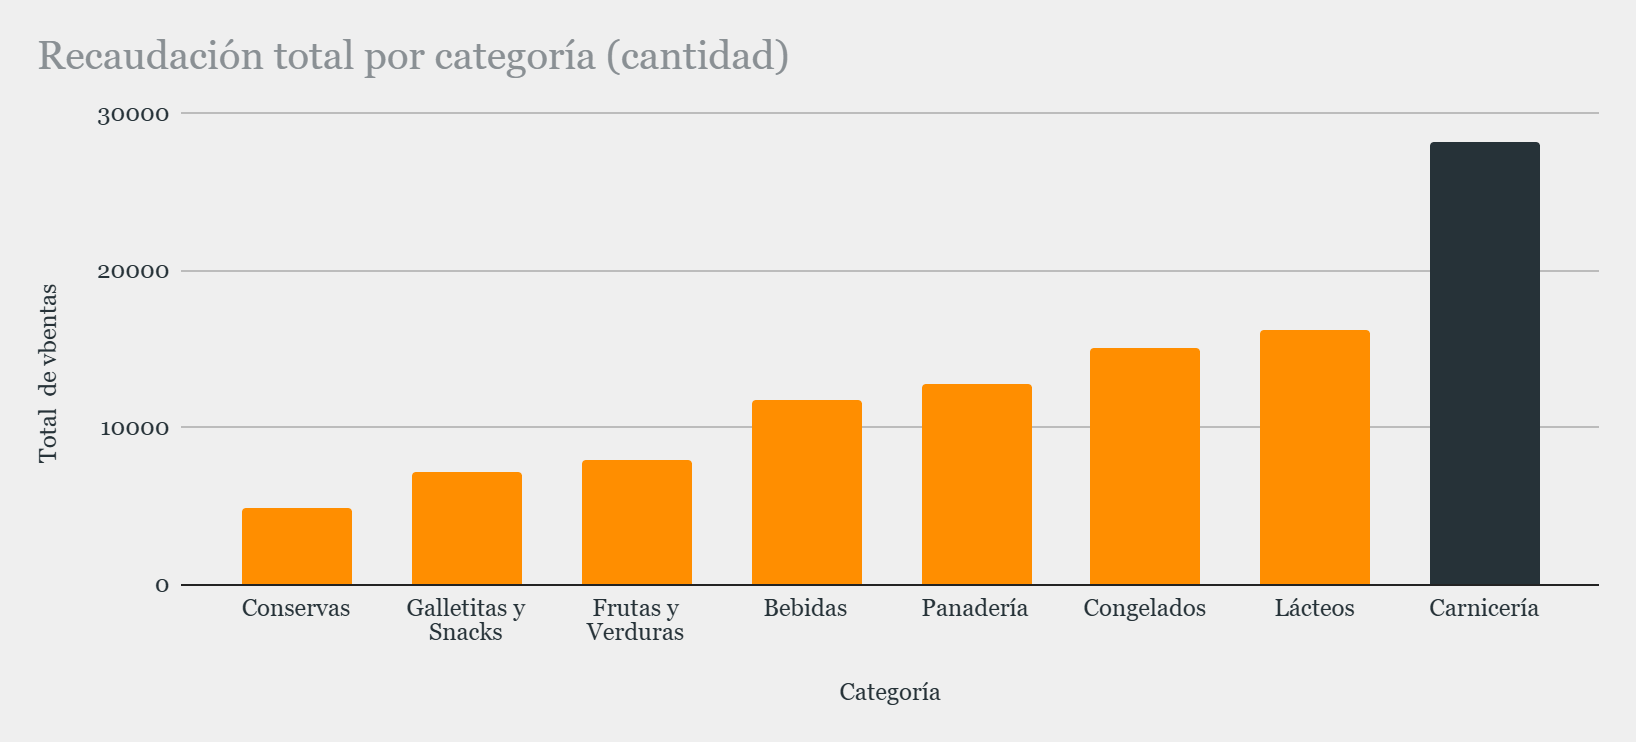 Recaudación total por categoría (cantidad)
30000
20000
10000
0
Total  de vbentas
Conservas
Galletitas y
Snacks
Frutas y
Verduras
Bebidas
Panadería
Congelados
Lácteos
Carnicería
Categoría